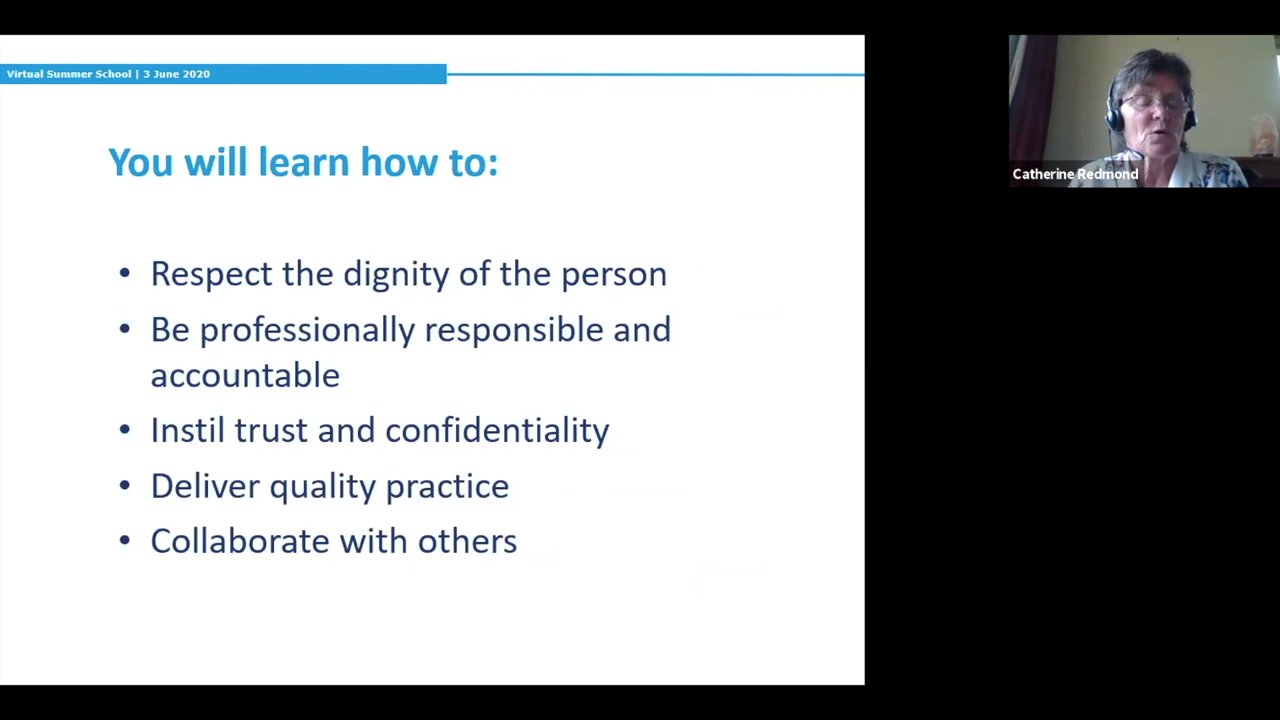 Virtual Summer School | 3 June 2020
You will learn how to:
• Respect the dignity of the person
• Be professionally responsible and
accountable
• Instil trust and confidentiality
• Deliver quality practice
• Collaborate with others
Catherine Redmond